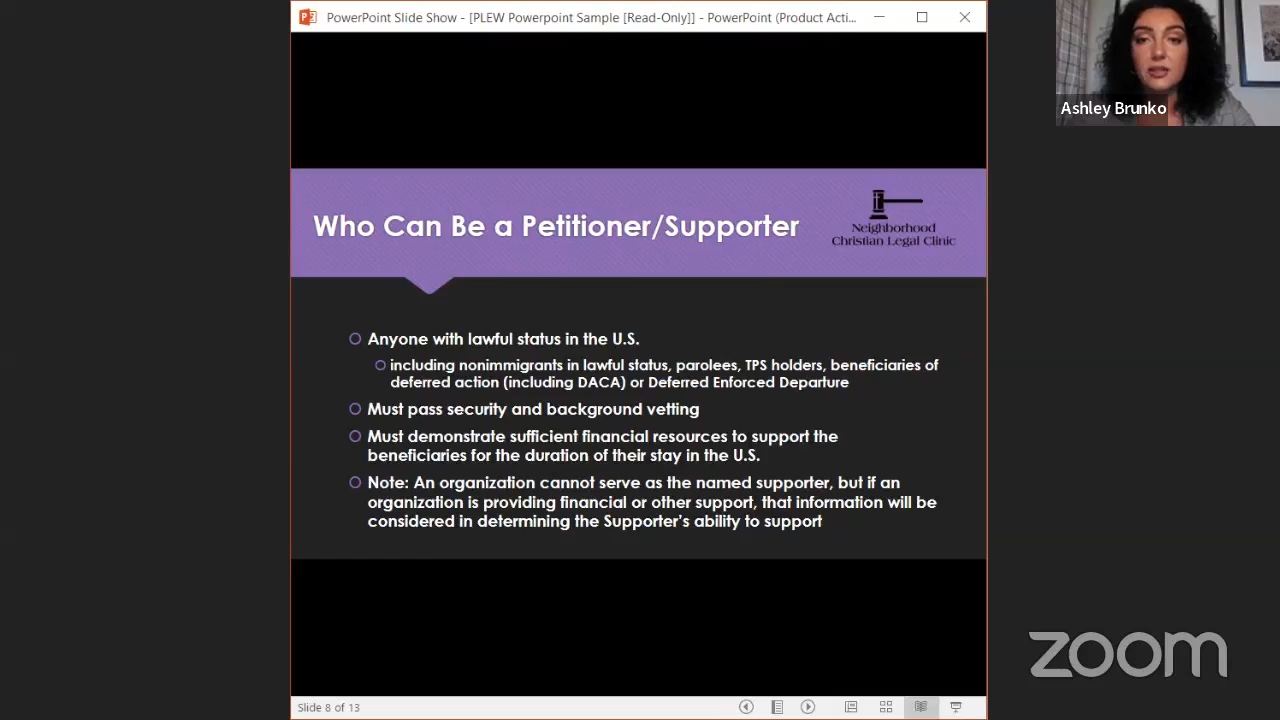 PowerPoint Slide Show - [PLEW Powerpoint Sample [Read-Only]] - PowerPoint (Product Acti...
Ashley Brunko
Who Can Be a Petitioner/Supporter
Neighborhood
Christian Legal Clinic
Anyone with lawful status in the U.S.
including nonimmigrants in lawful status, parolees, TPS holders, beneficiaries of
deferred action (including DACA) or Deferred Enforced Departure
Must pass security and background vetting
Must demonstrate sufficient financial resources to support the
beneficiaries for the duration of their stay in the U.S.
Note: An organization cannot serve as the named supporter, but if an
organization is providing financial or other support, that information will be
considered in determining the Supporter's ability to support
zoom
Slide 8 of 13